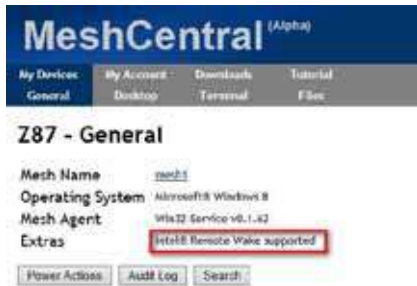 MeshCentral (Alpha)
My Devices My Account Downloads Tutorial
General Desktop Terminal Files
Z87 - General
Mesh Name mesh1
Operating System Microsoft® Windows 8
Mesh Agent Win32 Service v0.1.42
Extras Intel® Remote Wake supported
Power Actions Audit Log Search